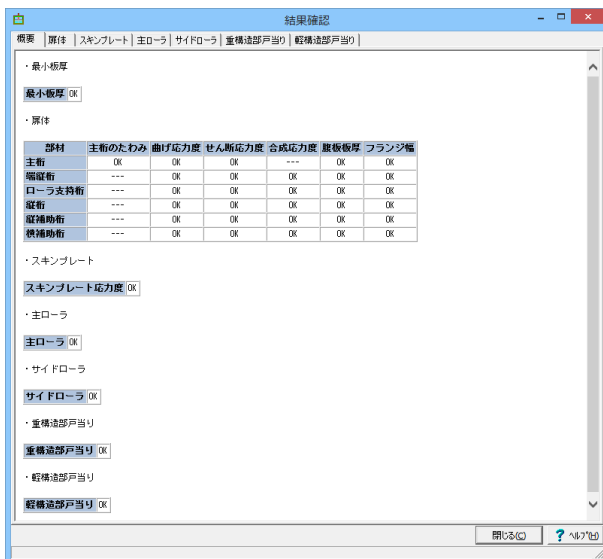 結果確認
概要 扉体 スキンプレート 主ローラ サイドローラ 重構造部戸当り 軽構造部戸当り
・最小板厚
最小板厚 OK
・扉体
部材 主桁のたわみ 曲げ応力度 せん断応力度 合成応力度 腹板板厚 フランジ幅
主桁 OK OK OK --- OK OK
端縦桁 --- OK OK OK OK OK
ローラ支持桁 --- OK OK OK OK OK
縦桁 --- OK OK OK OK OK
縦補助桁 --- OK OK OK OK OK
横補助桁 --- OK OK OK OK OK
・スキンプレート
スキンプレート応力度 OK
・主ローラ
主ローラ OK
・サイドローラ
サイドローラ OK
・重構造部戸当り
重構造部戸当り OK
・軽構造部戸当り
軽構造部戸当り OK
閉じる(C) ? ヘルプ(H)